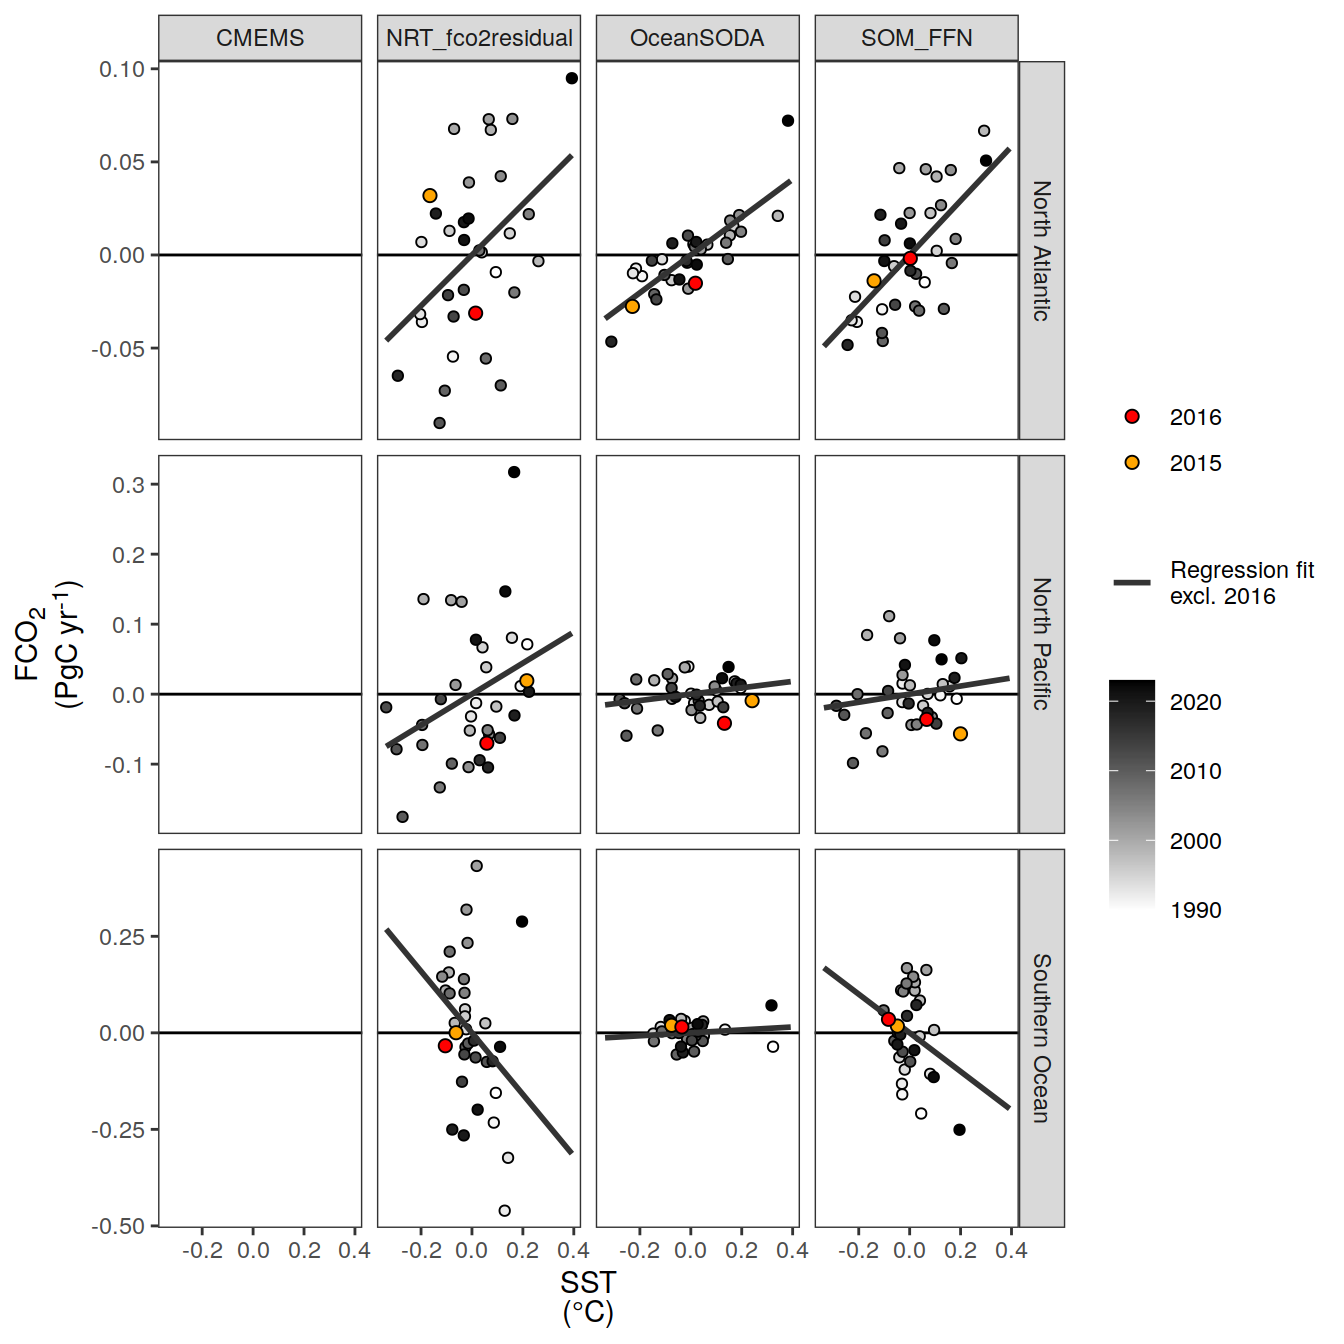 CMEMS NRT_fco2residual OceanSODA SOM_FFN
0.10
0.05
0.00
-0.05
North Atlantic
0.3
0.2
0.1
0.0
-0.1
North Pacific
0.25
0.00
-0.25
-0.50
Southern Ocean
-0.2 0.0 0.2 0.4 -0.2 0.0 0.2 0.4 -0.2 0.0 0.2 0.4 -0.2 0.0 0.2 0.4
SST
(°C)
FCO₂
(PgC yr⁻¹)
2016
2015
Regression fit
excl. 2016
2020
2010
2000
1990